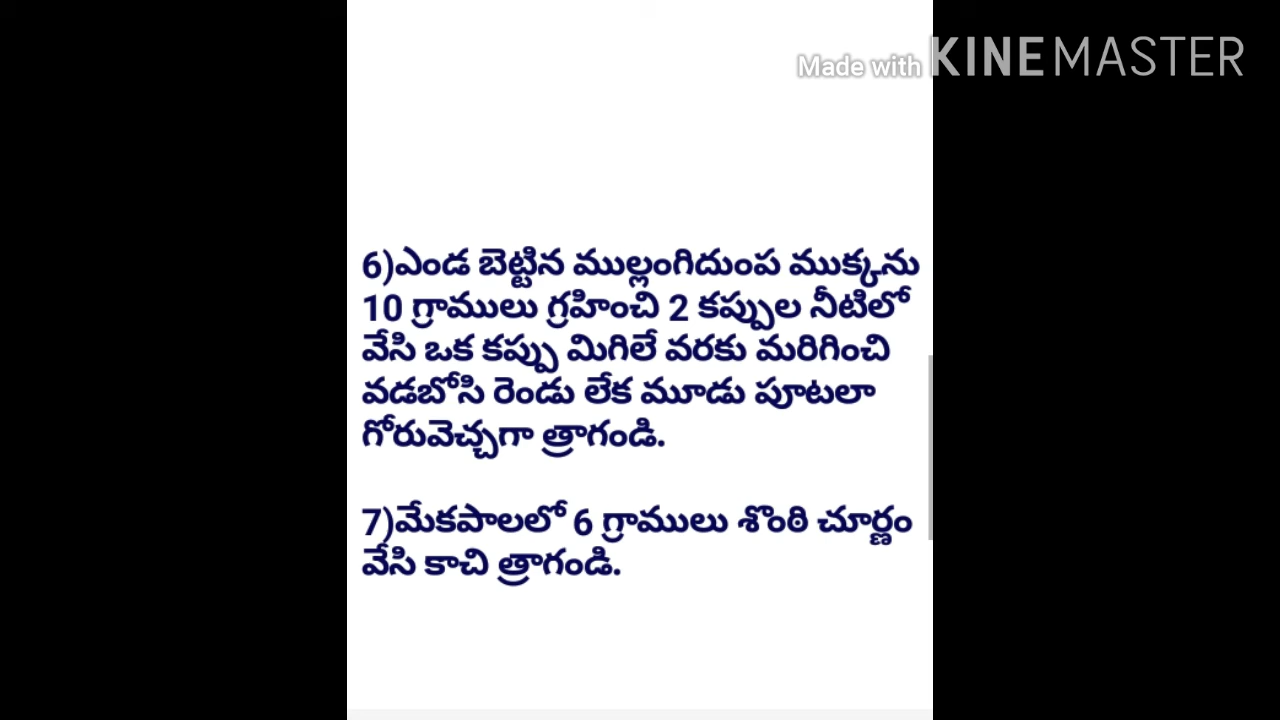 Made with KINEMASTER
6)ఎండ బెట్టిన ముల్లంగిదుంప ముక్కను
10 గ్రాములు గ్రహించి 2 కప్పుల నీటిలో
వేసి ఒక కప్పు మిగిలే వరకు మరిగించి
వడబోసి రెండు లేక మూడు పూటలా
గోరువెచ్చగా త్రాగండి.
7)మేకపాలలో 6 గ్రాములు శొంఠి చూర్ణం
వేసి కాచి త్రాగండి.